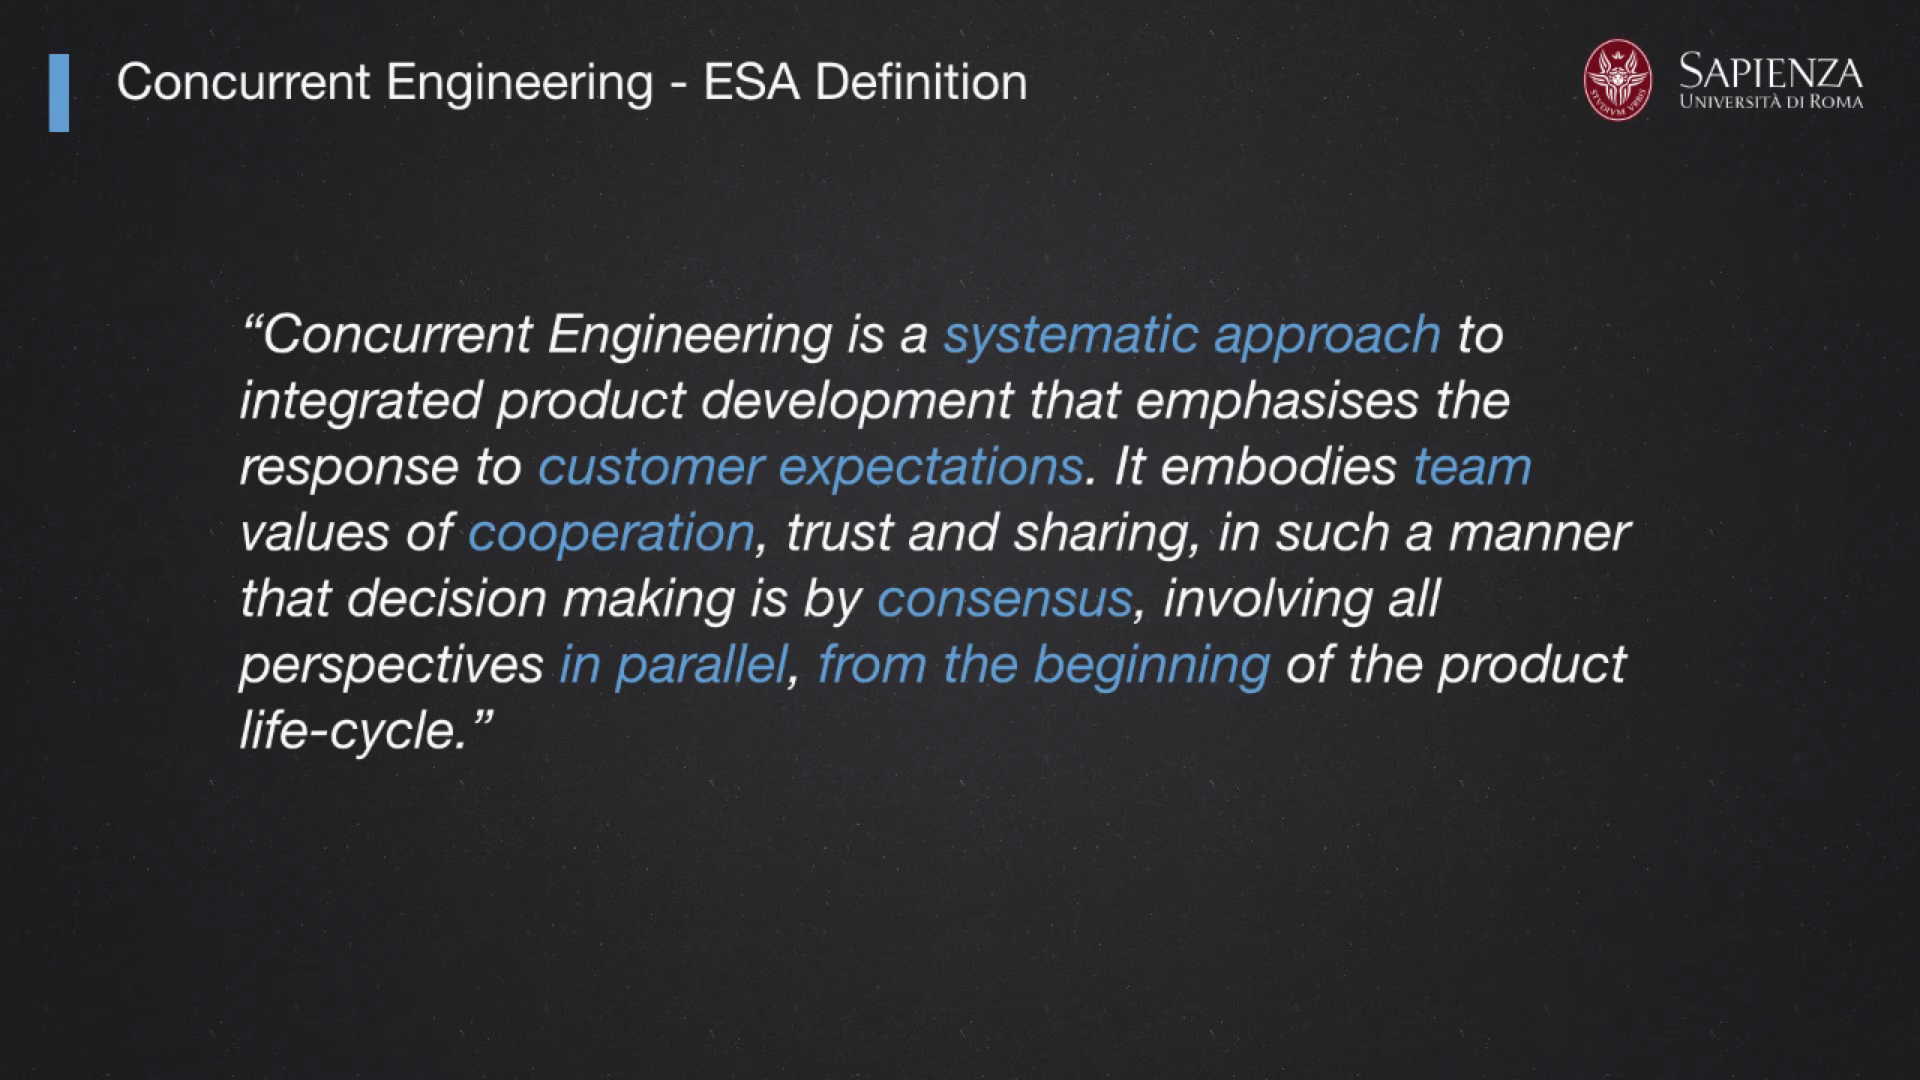 Concurrent Engineering - ESA Definition
SAPIENZA
UNIVERSITÀ DI ROMA
STVDIVM VRBIS
“Concurrent Engineering is a systematic approach to
integrated product development that emphasises the
response to customer expectations. It embodies team
values of cooperation, trust and sharing, in such a manner
that decision making is by consensus, involving all
perspectives in parallel, from the beginning of the product
life-cycle.”